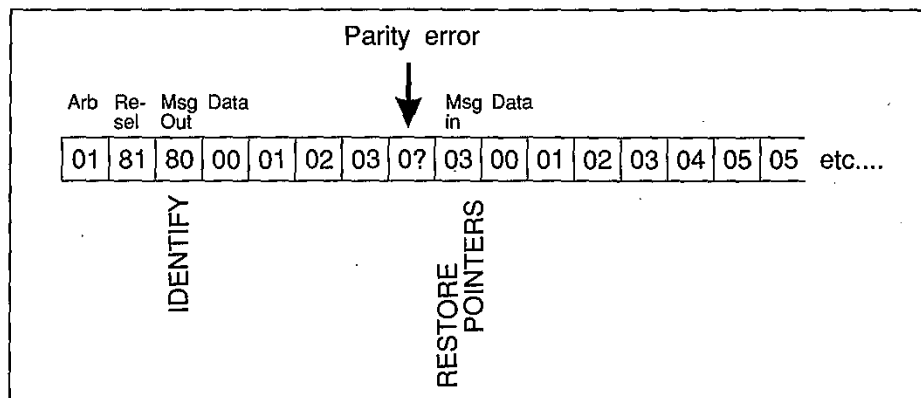 Parity error
Arb Re- Msg Data Msg Data
sel Out in
01 81 80 00 01 02 03 0? 03 00 01 02 03 04 05 05 etc....
IDENTIFY
RESTORE
POINTERS